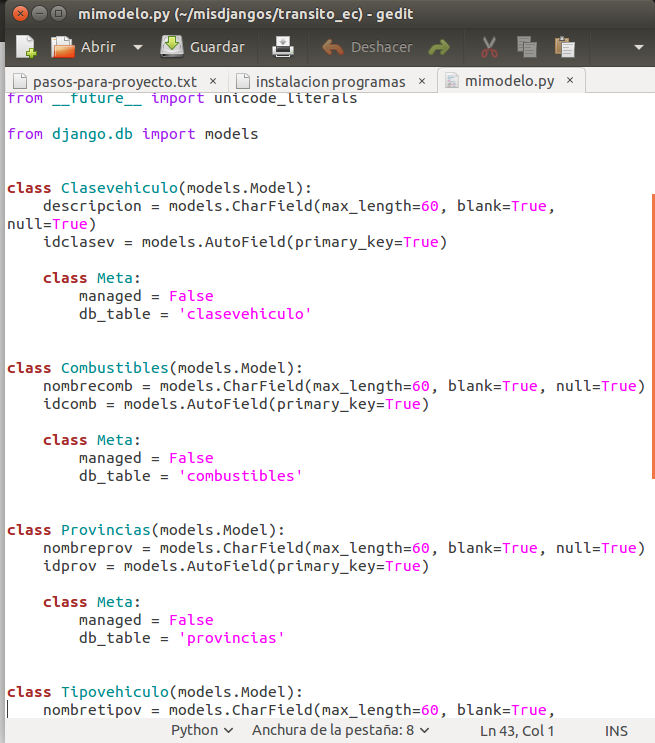 mimodelo.py (~/misdjangos/transito_ec) - gedit
Abrir Guardar Deshacer
pasos-para-proyecto.txt × instalacion programas × mimodelo.py ×
from __future__ import unicode_literals
from django.db import models
class Clasevehiculo(models.Model):
descripcion = models.CharField(max_length=60, blank=True,
null=True)
idclasev = models.AutoField(primary_key=True)
class Meta:
managed = False
db_table = 'clasevehiculo'
class Combustibles(models.Model):
nombrecomb = models.CharField(max_length=60, blank=True, null=True)
idcomb = models.AutoField(primary_key=True)
class Meta:
managed = False
db_table = 'combustibles'
class Provincias(models.Model):
nombreprov = models.CharField(max_length=60, blank=True, null=True)
idprov = models.AutoField(primary_key=True)
class Meta:
managed = False
db_table = 'provincias'
class Tipovehiculo(models.Model):
nombretipov = models.CharField(max_length=60, blank=True,
Python Anchura de la pestaña: 8 Ln 43, Col 1 INS